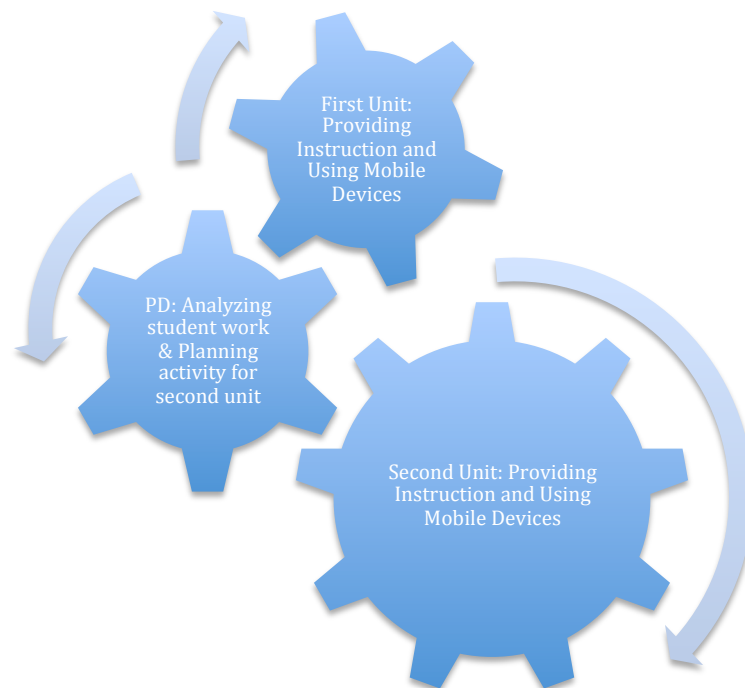 First Unit:
Providing
Instruction and
Using Mobile
Devices
PD: Analyzing
student work
& Planning
activity for
second unit
Second Unit: Providing
Instruction and Using
Mobile Devices